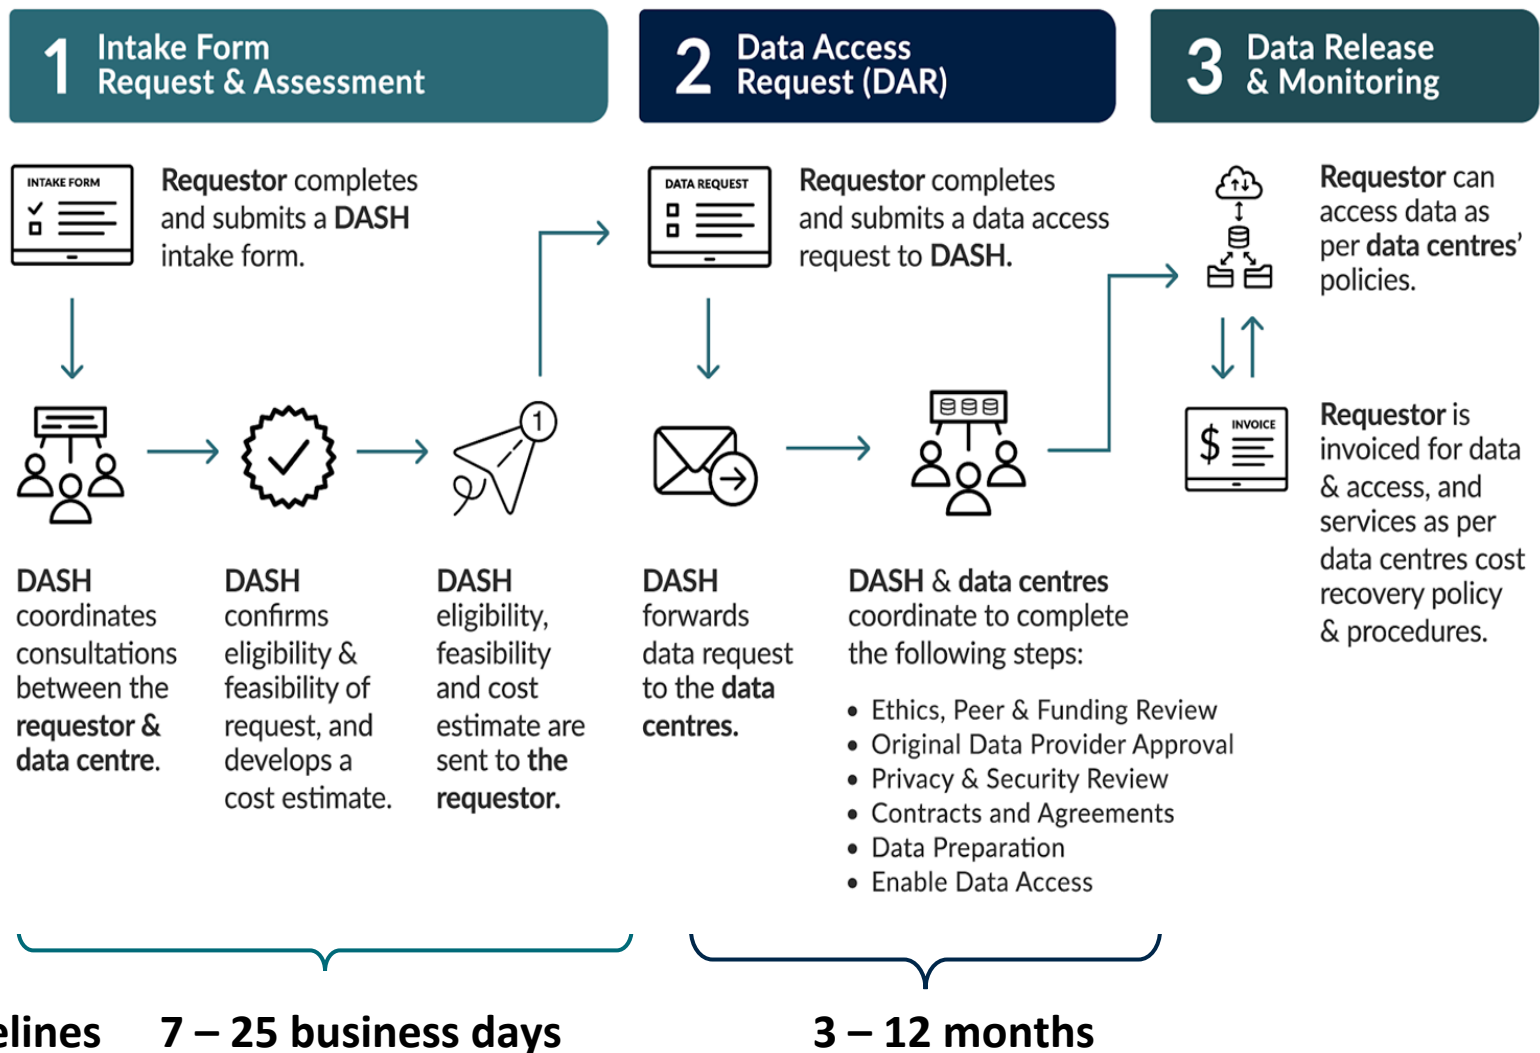 1 Intake Form
Request & Assessment
2 Data Access
Request (DAR)
3 Data Release
& Monitoring
INTAKE FORM
Requestor completes
and submits a DASH
intake form.
DATA REQUEST
Requestor completes
and submits a data access
request to DASH.
Requestor can
access data as
per data centres'
policies.
1
INVOICE
$
Requestor is
invoiced for data
& access, and
services as per
data centres cost
recovery policy
& procedures.
DASH
coordinates
consultations
between the
requestor &
data centre.
DASH
confirms
eligibility &
feasibility of
request, and
develops a
cost estimate.
DASH
eligibility,
feasibility
and cost
estimate are
sent to the
requestor.
DASH
forwards
data request
to the data
centres.
DASH & data centres
coordinate to complete
the following steps:
• Ethics, Peer & Funding Review
• Original Data Provider Approval
• Privacy & Security Review
• Contracts and Agreements
• Data Preparation
• Enable Data Access
elines 7 – 25 business days
3 – 12 months